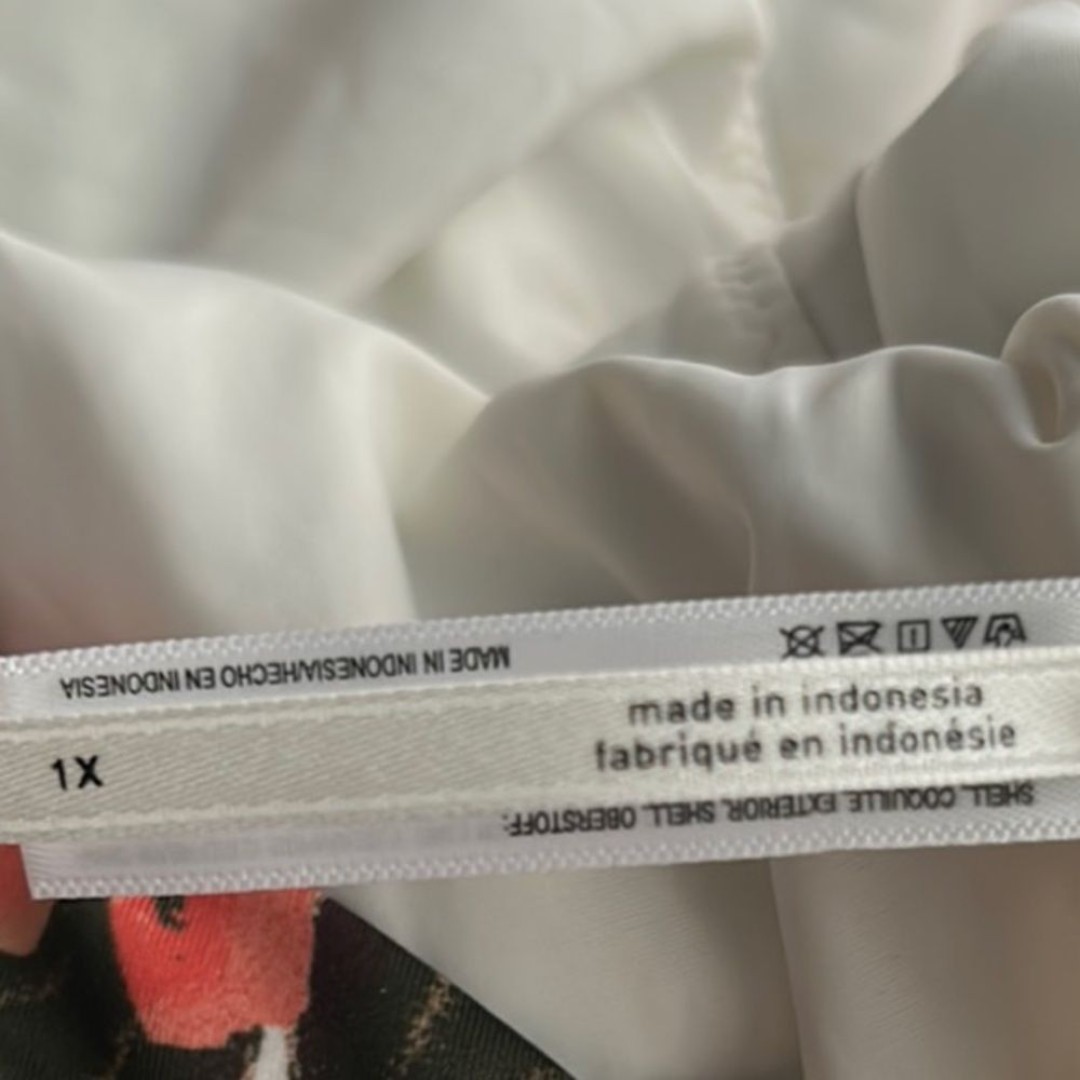 MADE IN INDONESIA/HECHO EN INDONESIA
made in indonesia
fabriqué en indonésie
1X
SHELL, COQUILLE, EXTERIOR, SHELL, OBERSTOFF: